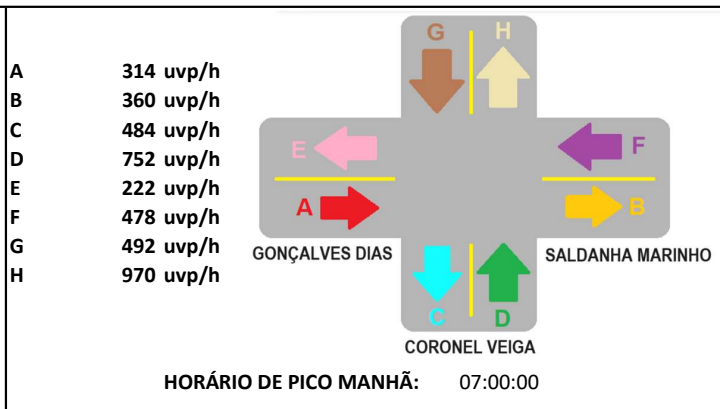 A 314 uvp/h
B 360 uvp/h
C 484 uvp/h
D 752 uvp/h
E 222 uvp/h
F 478 uvp/h
G 492 uvp/h
H 970 uvp/h
G H
E F
A B
GONÇALVES DIAS SALDANHA MARINHO
C D
CORONEL VEIGA
HORÁRIO DE PICO MANHÃ: 07:00:00